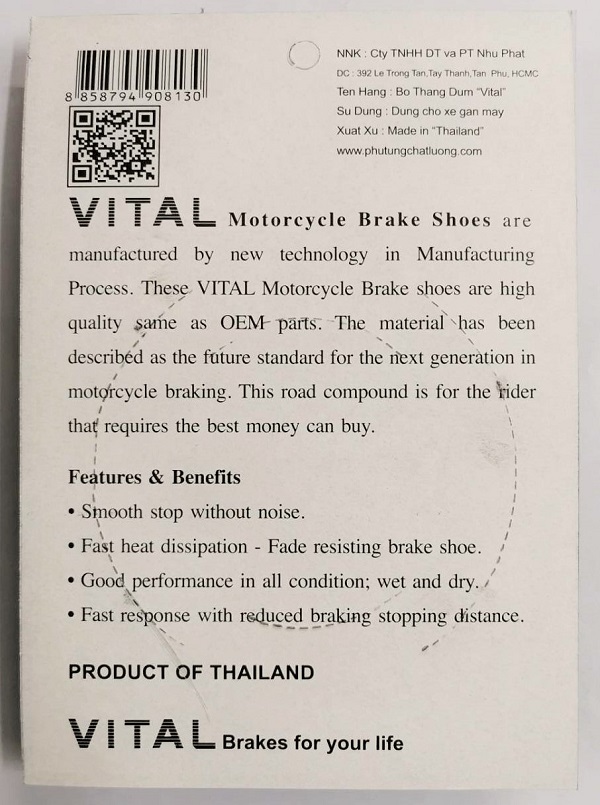 NNK : Cty TNHH DT va PT Nhu Phat
DC : 392 Le Trong Tan,Tay Thanh,Tan Phu, HCMC
Ten Hang : Bo Thang Dum "Vital"
Su Dung : Dung cho xe gan may
Xuat Xu : Made in "Thailand"
www.phutungchatluong.com
8 858794 908130
VITAL Motorcycle Brake Shoes are
manufactured by new technology in Manufacturing
Process. These VITAL Motorcycle Brake shoes are high
quality same as OEM parts. The material has been
described as the future standard for the next generation in
motorcycle braking. This road compound is for the rider
that requires the best money can buy.
Features & Benefits
• Smooth stop without noise.
• Fast heat dissipation - Fade resisting brake shoe.
• Good performance in all condition; wet and dry.
• Fast response with reduced braking stopping distance.
PRODUCT OF THAILAND
VITAL Brakes for your life